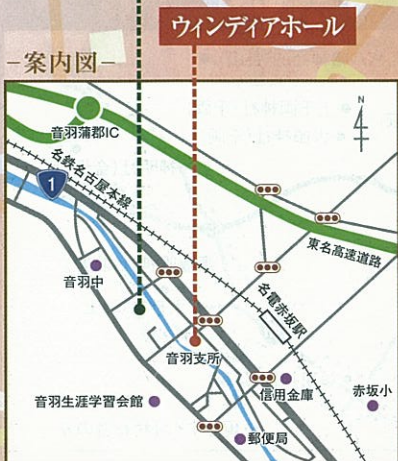 ウィンディアホール
−案内図−
N
音羽蒲郡IC
名鉄名古屋本線
1
東名高速道路
音羽中
名電赤坂駅
音羽支所
音羽生涯学習会館
信用金庫
赤坂小
郵便局